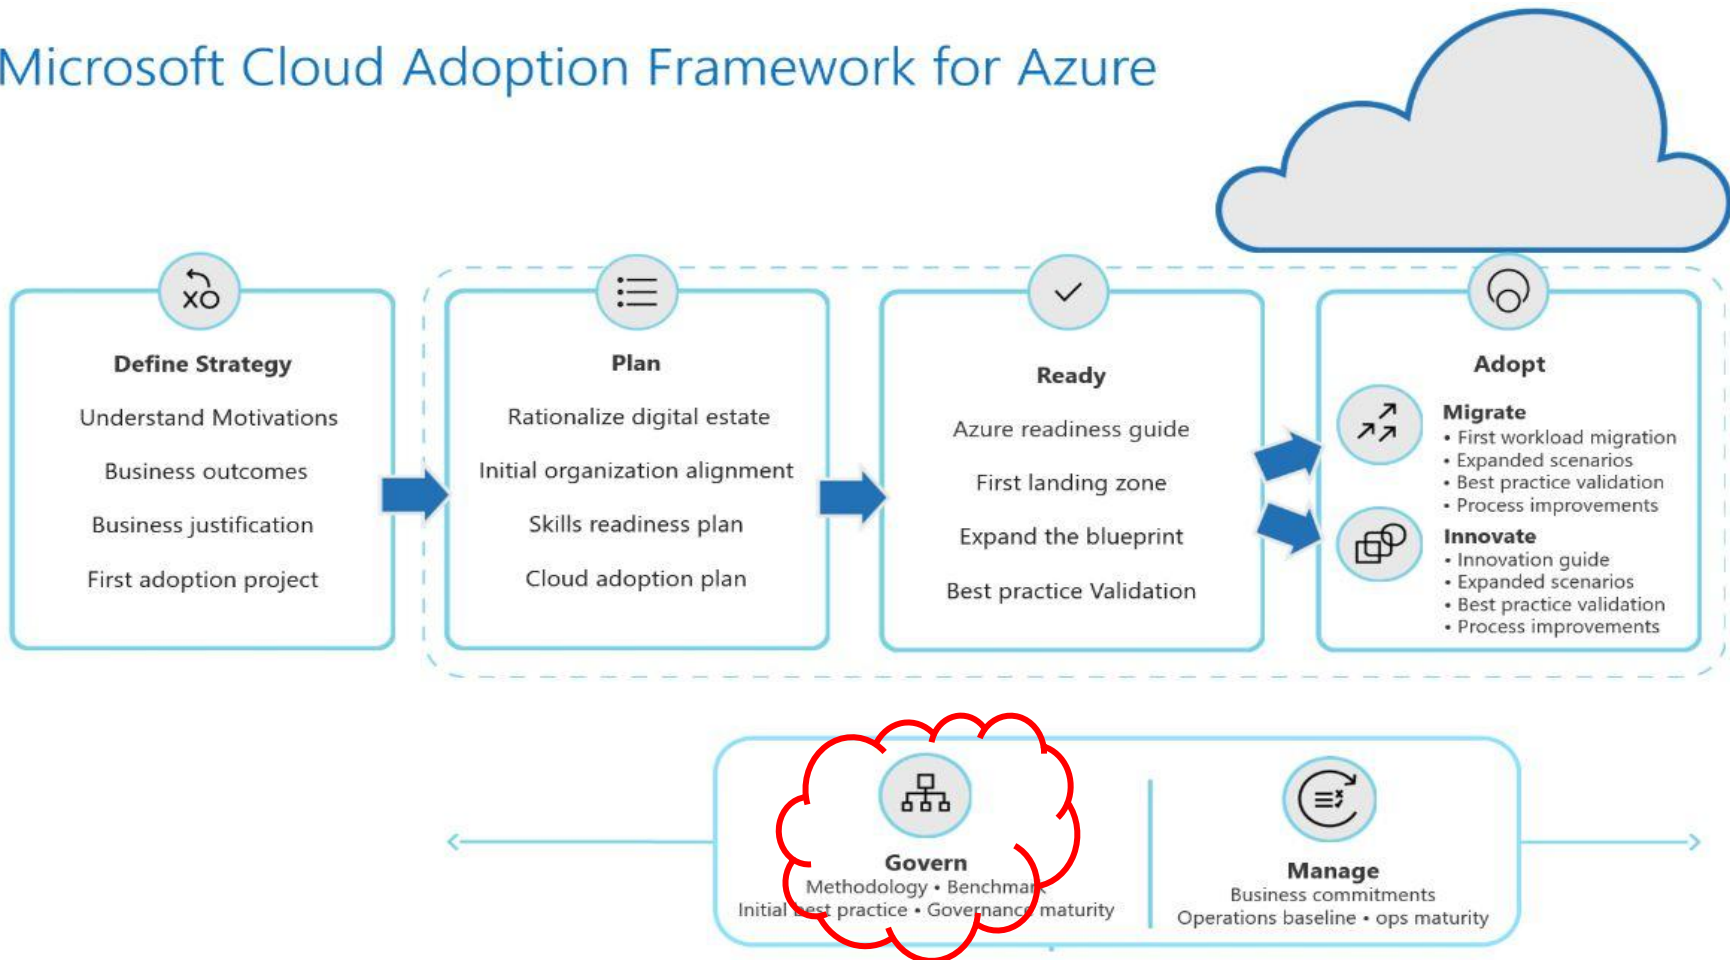 Microsoft Cloud Adoption Framework for Azure
Define Strategy
Understand Motivations
Business outcomes
Business justification
First adoption project
Plan
Rationalize digital estate
Initial organization alignment
Skills readiness plan
Cloud adoption plan
Ready
Azure readiness guide
First landing zone
Expand the blueprint
Best practice Validation
Adopt
Migrate
• First workload migration
• Expanded scenarios
• Best practice validation
• Process improvements
Innovate
• Innovation guide
• Expanded scenarios
• Best practice validation
• Process improvements
Govern
Methodology • Benchmark
Initial best practice • Governance maturity
Manage
Business commitments
Operations baseline • ops maturity